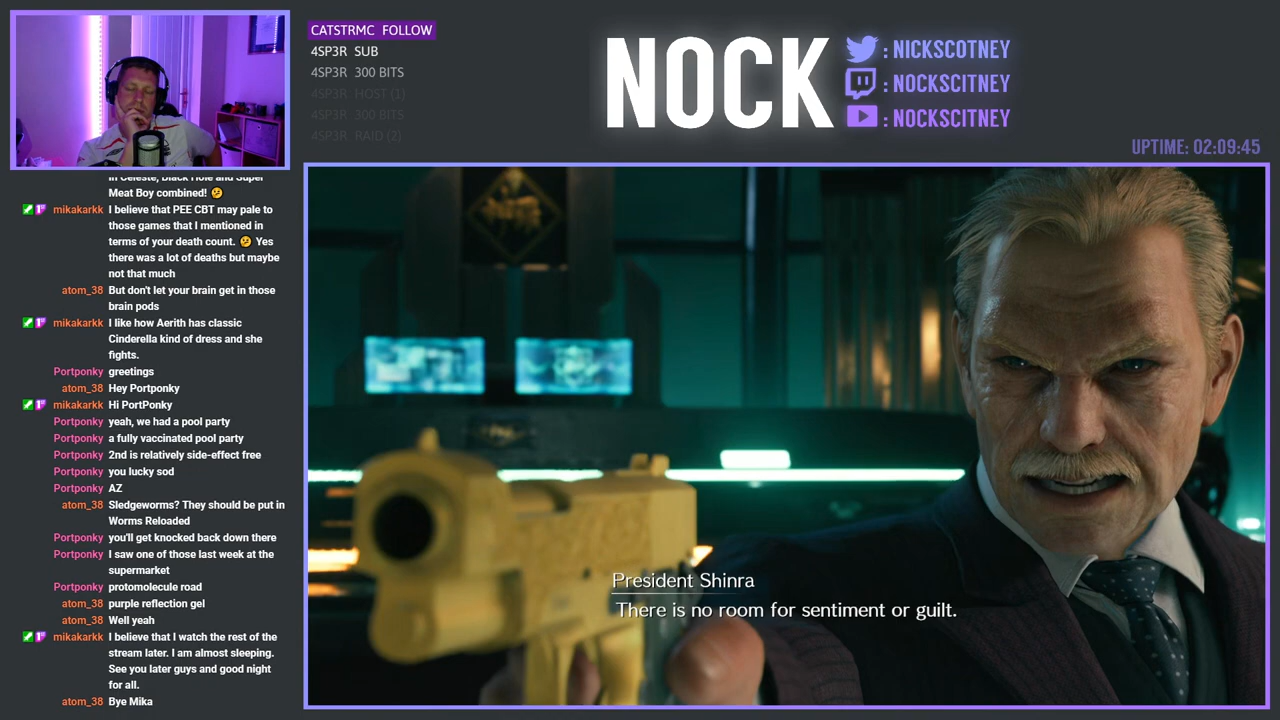 CATSTRMC FOLLOW
4SP3R SUB
4SP3R 300 BITS
4SP3R HOST (1)
4SP3R 300 BITS
4SP3R RAID (2)
NOCK
: NICKSCOTNEY
: NOCKSCITNEY
: NOCKSCITNEY
UPTIME: 02:09:45
in Celeste, Black Hole and Super
Meat Boy combined! 🤔
mikakarkk I believe that PEE CBT may pale to
those games that I mentioned in
terms of your death count. 🤔 Yes
there was a lot of deaths but maybe
not that much
atom_38 But don't let your brain get in those
brain pods
mikakarkk I like how Aerith has classic
Cinderella kind of dress and she
fights.
Portponky greetings
atom_38 Hey Portponky
mikakarkk Hi PortPonky
Portponky yeah, we had a pool party
Portponky a fully vaccinated pool party
Portponky 2nd is relatively side-effect free
Portponky you lucky sod
Portponky AZ
atom_38 Sledgeworms? They should be put in
Worms Reloaded
Portponky you'll get knocked back down there
Portponky I saw one of those last week at the
supermarket
Portponky protomolecule road
atom_38 purple reflection gel
atom_38 Well yeah
mikakarkk I believe that I watch the rest of the
stream later. I am almost sleeping.
See you later guys and good night
for all.
atom_38 Bye Mika
President Shinra
There is no room for sentiment or guilt.